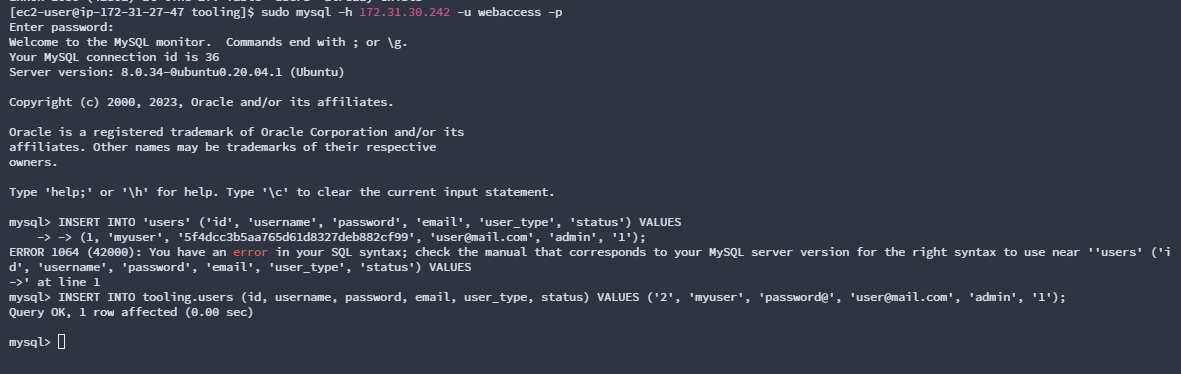 [ec2-user@ip-172-31-27-47 tooling]$ sudo mysql -h 172.31.30.242 -u webaccess -p
Enter password:
Welcome to the MySQL monitor.  Commands end with ; or \g.
Your MySQL connection id is 36
Server version: 8.0.34-0ubuntu0.20.04.1 (Ubuntu)
Copyright (c) 2000, 2023, Oracle and/or its affiliates.
Oracle is a registered trademark of Oracle Corporation and/or its
affiliates. Other names may be trademarks of their respective
owners.
Type 'help;' or '\h' for help. Type '\c' to clear the current input statement.
mysql> INSERT INTO 'users' ('id', 'username', 'password', 'email', 'user_type', 'status') VALUES
    -> -> (1, 'myuser', '5f4dcc3b5aa765d61d8327deb882cf99', 'user@mail.com', 'admin', '1');
ERROR 1064 (42000): You have an error in your SQL syntax; check the manual that corresponds to your MySQL server version for the right syntax to use near ''users' ('i
d', 'username', 'password', 'email', 'user_type', 'status') VALUES
->' at line 1
mysql> INSERT INTO tooling.users (id, username, password, email, user_type, status) VALUES ('2', 'myuser', 'password@', 'user@mail.com', 'admin', '1');
Query OK, 1 row affected (0.00 sec)
mysql>